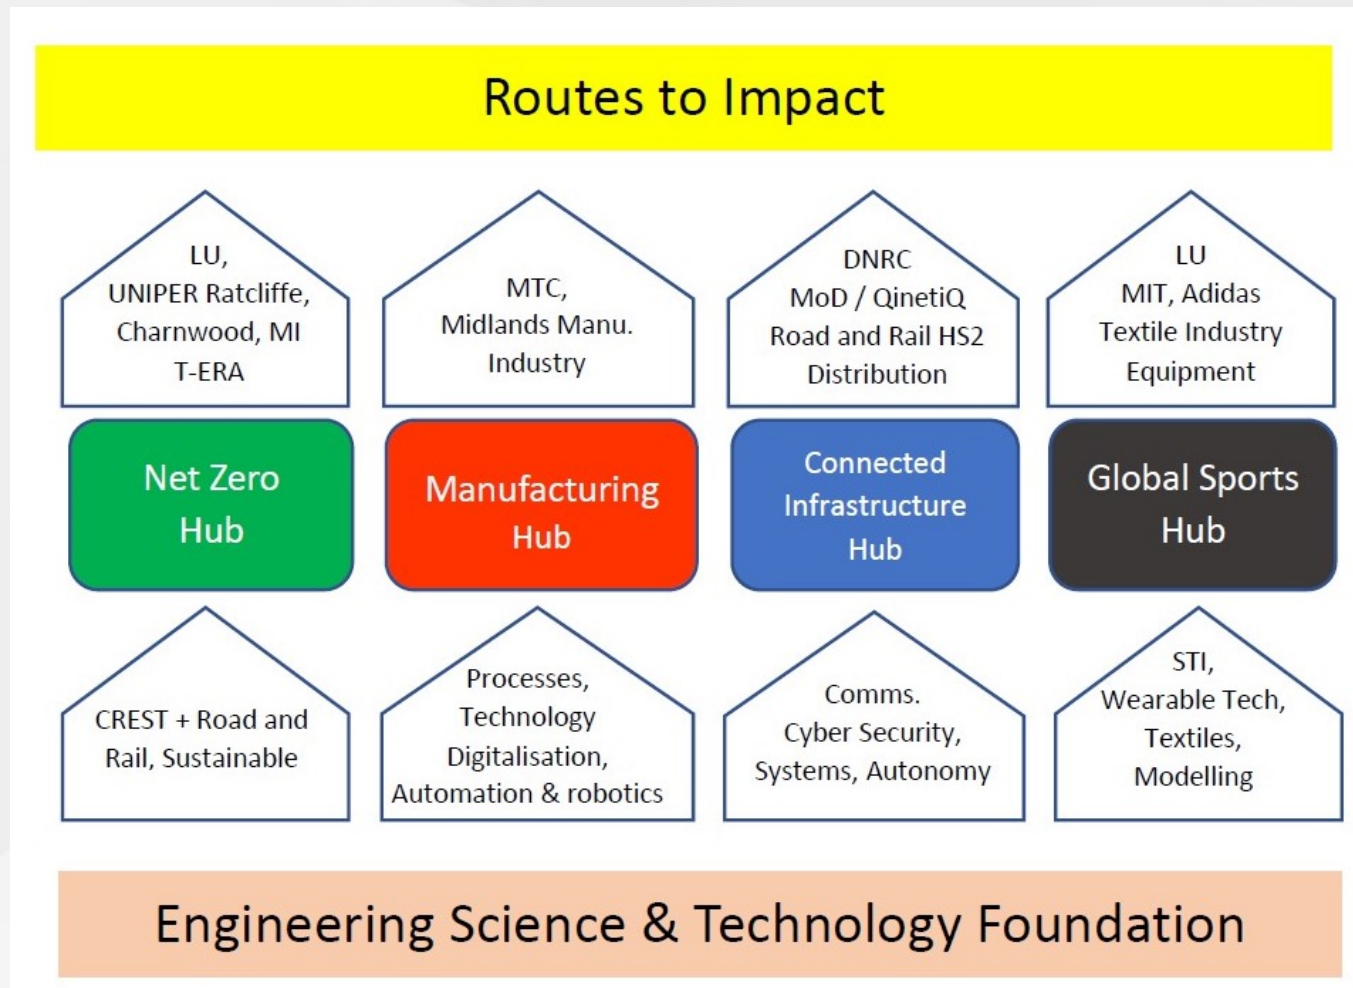 Routes to Impact
LU,
UNIPER Ratcliffe,
Charnwood, MI
T-ERA
MTC,
Midlands Manu.
Industry
DNRC
MoD / QinetiQ
Road and Rail HS2
Distribution
LU
MIT, Adidas
Textile Industry
Equipment
Net Zero
Hub
Manufacturing
Hub
Connected
Infrastructure
Hub
Global Sports
Hub
CREST + Road and
Rail, Sustainable
Processes,
Technology
Digitalisation,
Automation & robotics
Comms.
Cyber Security,
Systems, Autonomy
STI,
Wearable Tech,
Textiles,
Modelling
Engineering Science & Technology Foundation